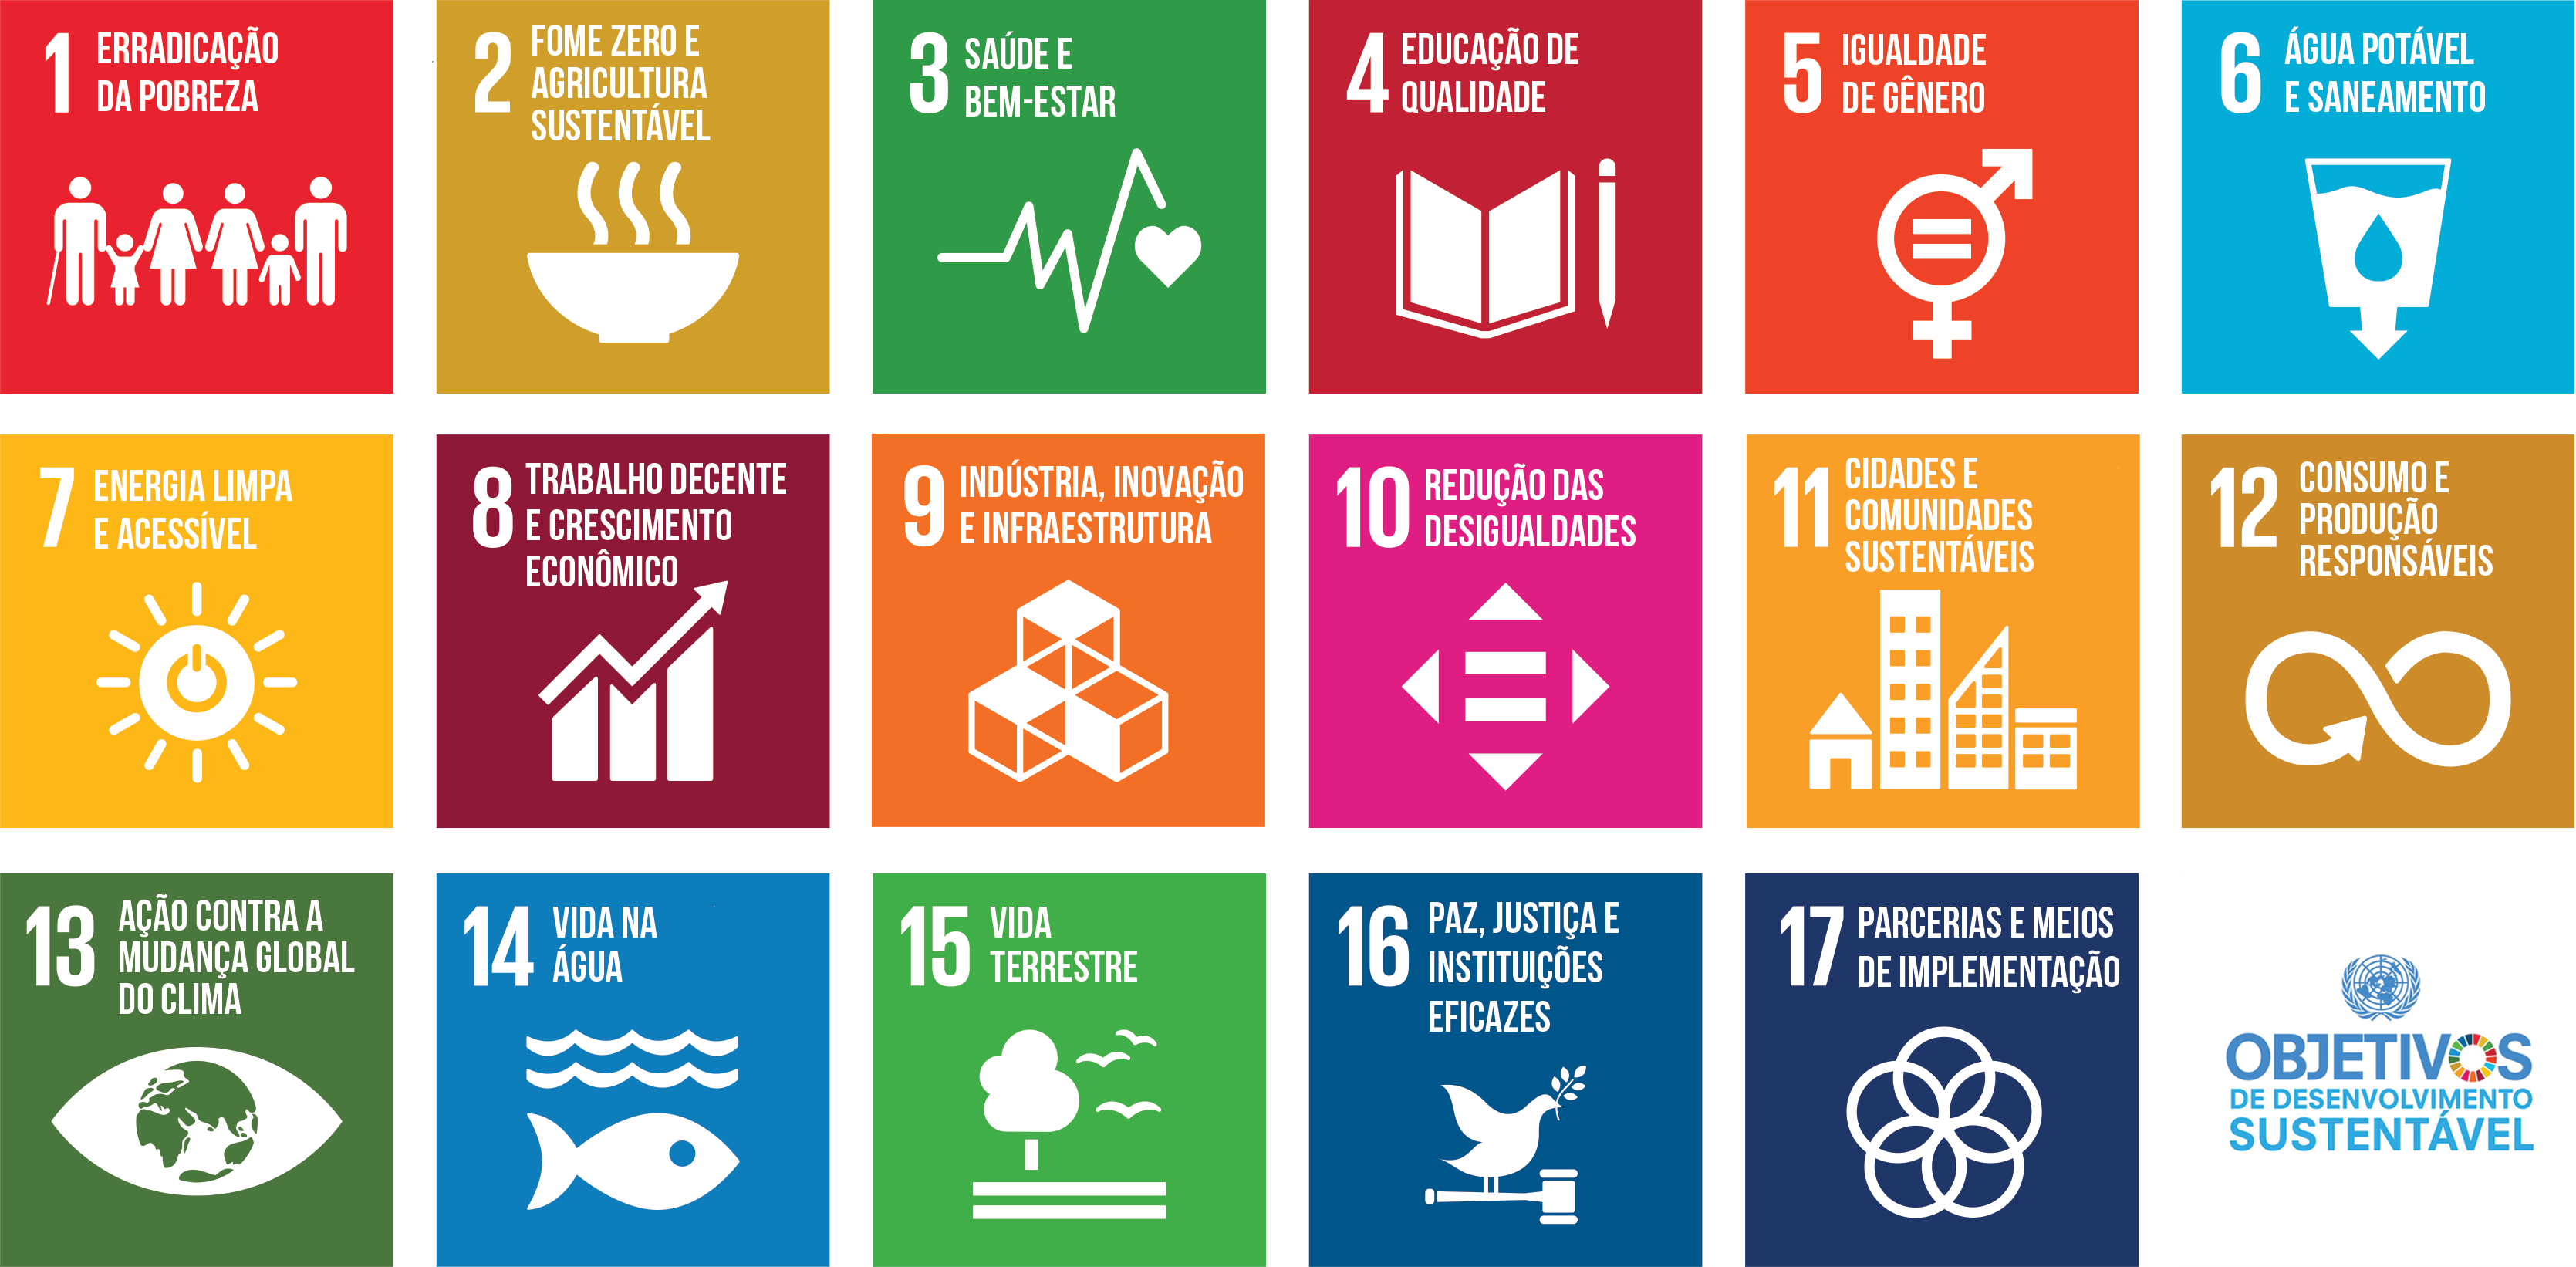 1 ERRADICAÇÃO
DA POBREZA
2 FOME ZERO E
AGRICULTURA
SUSTENTÁVEL
3 SAÚDE E
BEM-ESTAR
4 EDUCAÇÃO DE
QUALIDADE
5 IGUALDADE
DE GÊNERO
6 ÁGUA POTÁVEL
E SANEAMENTO
7 ENERGIA LIMPA
E ACESSÍVEL
8 TRABALHO DECENTE
E CRESCIMENTO
ECONÔMICO
9 INDÚSTRIA, INOVAÇÃO
E INFRAESTRUTURA
10 REDUÇÃO DAS
DESIGUALDADES
11 CIDADES E
COMUNIDADES
SUSTENTÁVEIS
12 CONSUMO E
PRODUÇÃO
RESPONSÁVEIS
13 AÇÃO CONTRA A
MUDANÇA GLOBAL
DO CLIMA
14 VIDA NA
ÁGUA
15 VIDA
TERRESTRE
16 PAZ, JUSTIÇA E
INSTITUIÇÕES
EFICAZES
17 PARCERIAS E MEIOS
DE IMPLEMENTAÇÃO
OBJETIVOS
DE DESENVOLVIMENTO
SUSTENTÁVEL